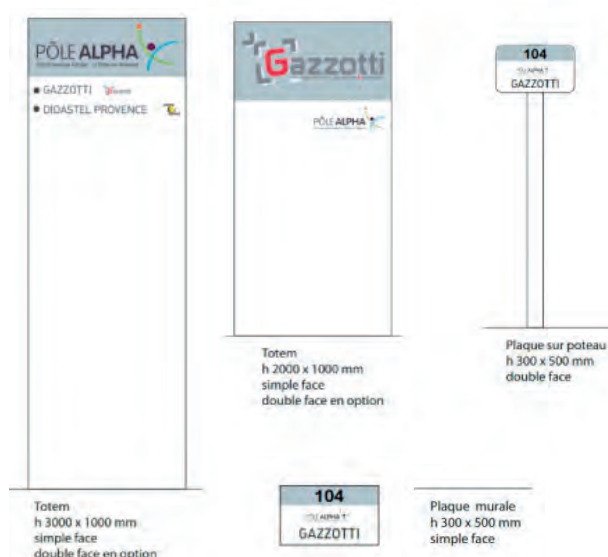 PÔLE ALPHA
GAZZOTTI
DIOASTEL PROVENCE
Totem
h 3000 x 1000 mm
simple face
double face en option
Gazzotti
PÔLE ALPHA
Totem
h 2000 x 1000 mm
simple face
double face en option
104
GAZZOTTI
Plaque sur poteau
h 300 x 500 mm
double face
104
GAZZOTTI
Plaque murale
h 300 x 500 mm
simple face